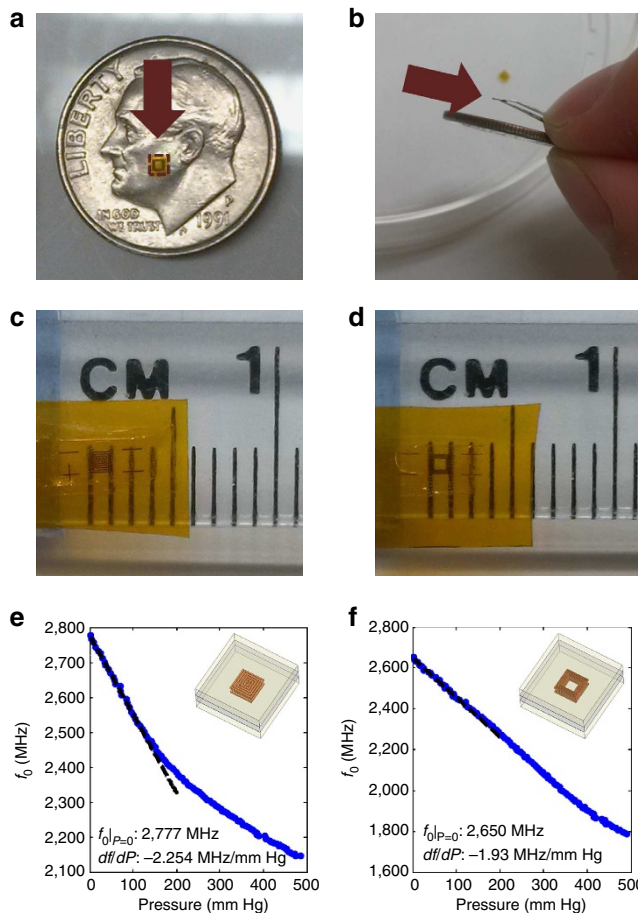 a
LIBERTY
IN GOD
WE TRUST
P
1991
b
c
CM 1
d
CM 1
e
2,800
2,700
2,600
2,500
2,400
2,300
2,200
2,100
f₀ (MHz)
f₀|P=0: 2,777 MHz
df/dP: –2.254 MHz/mm Hg
0 100 200 300 400 500
Pressure (mm Hg)
f
2,800
2,600
2,400
2,200
2,000
1,800
1,600
f₀ (MHz)
f₀|P=0: 2,650 MHz
df/dP: –1.93 MHz/mm Hg
0 100 200 300 400 500
Pressure (mm Hg)